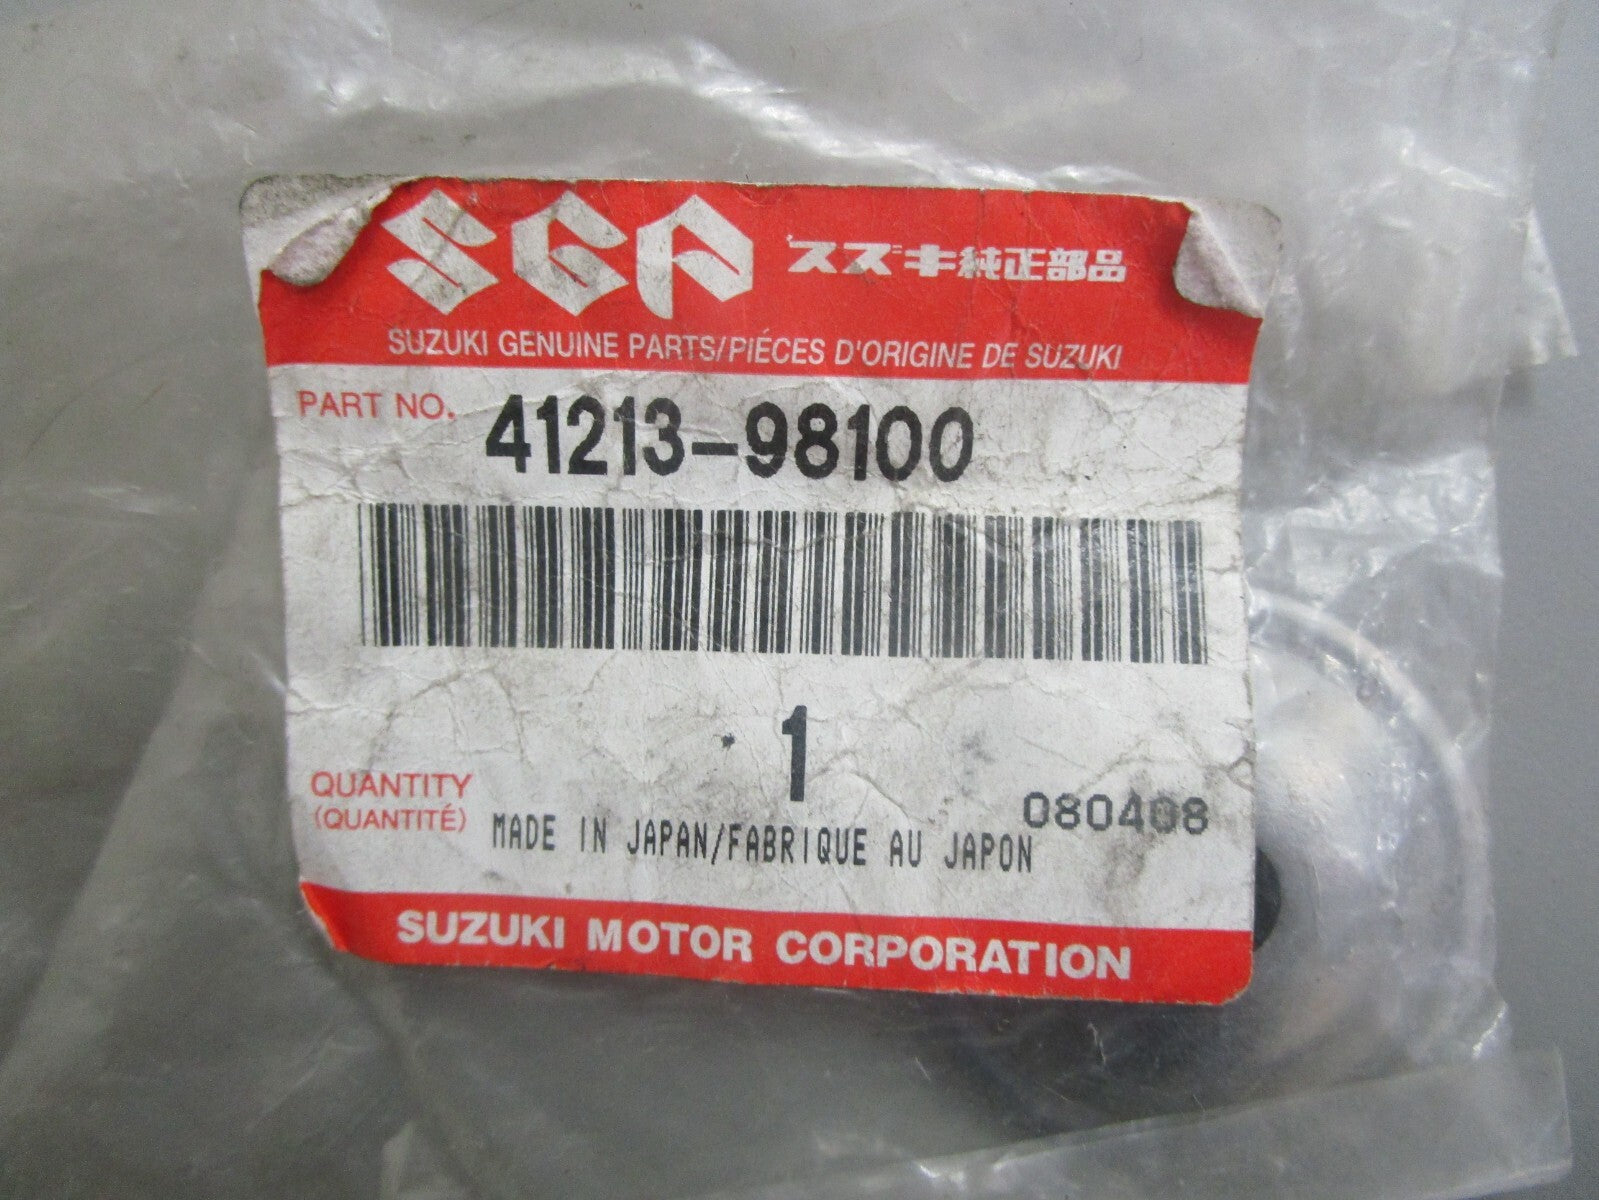 SGP スズキ純正部品
SUZUKI GENUINE PARTS/PIÉCES D'ORIGINE DE SUZUKI
PART NO. 41213-98100
1
QUANTITY
(QUANTITÉ)
080408
MADE IN JAPAN/FABRIQUE AU JAPON
SUZUKI MOTOR CORPORATION